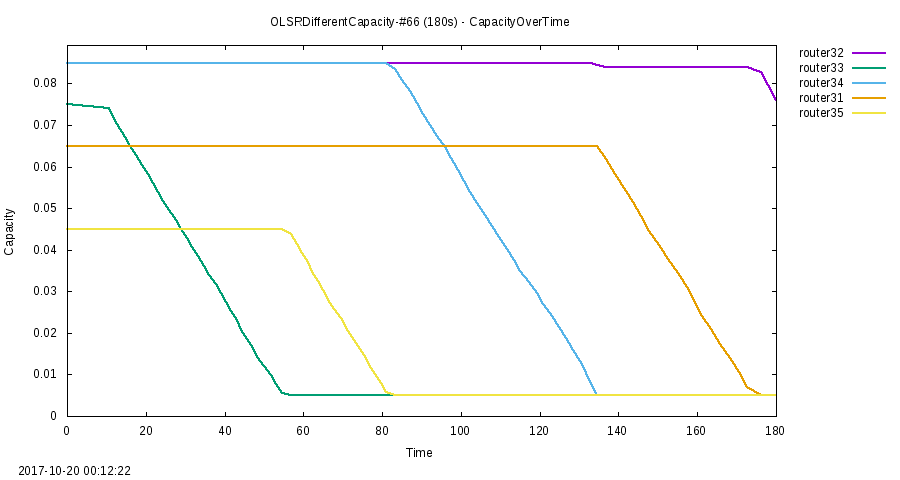 OLSRDifferentCapacity-#66 (180s) - CapacityOverTime
router32
router33
router34
router31
router35
0.08
0.07
0.06
0.05
0.04
0.03
0.02
0.01
0
Capacity
0 20 40 60 80 100 120 140 160 180
Time
2017-10-20 00:12:22